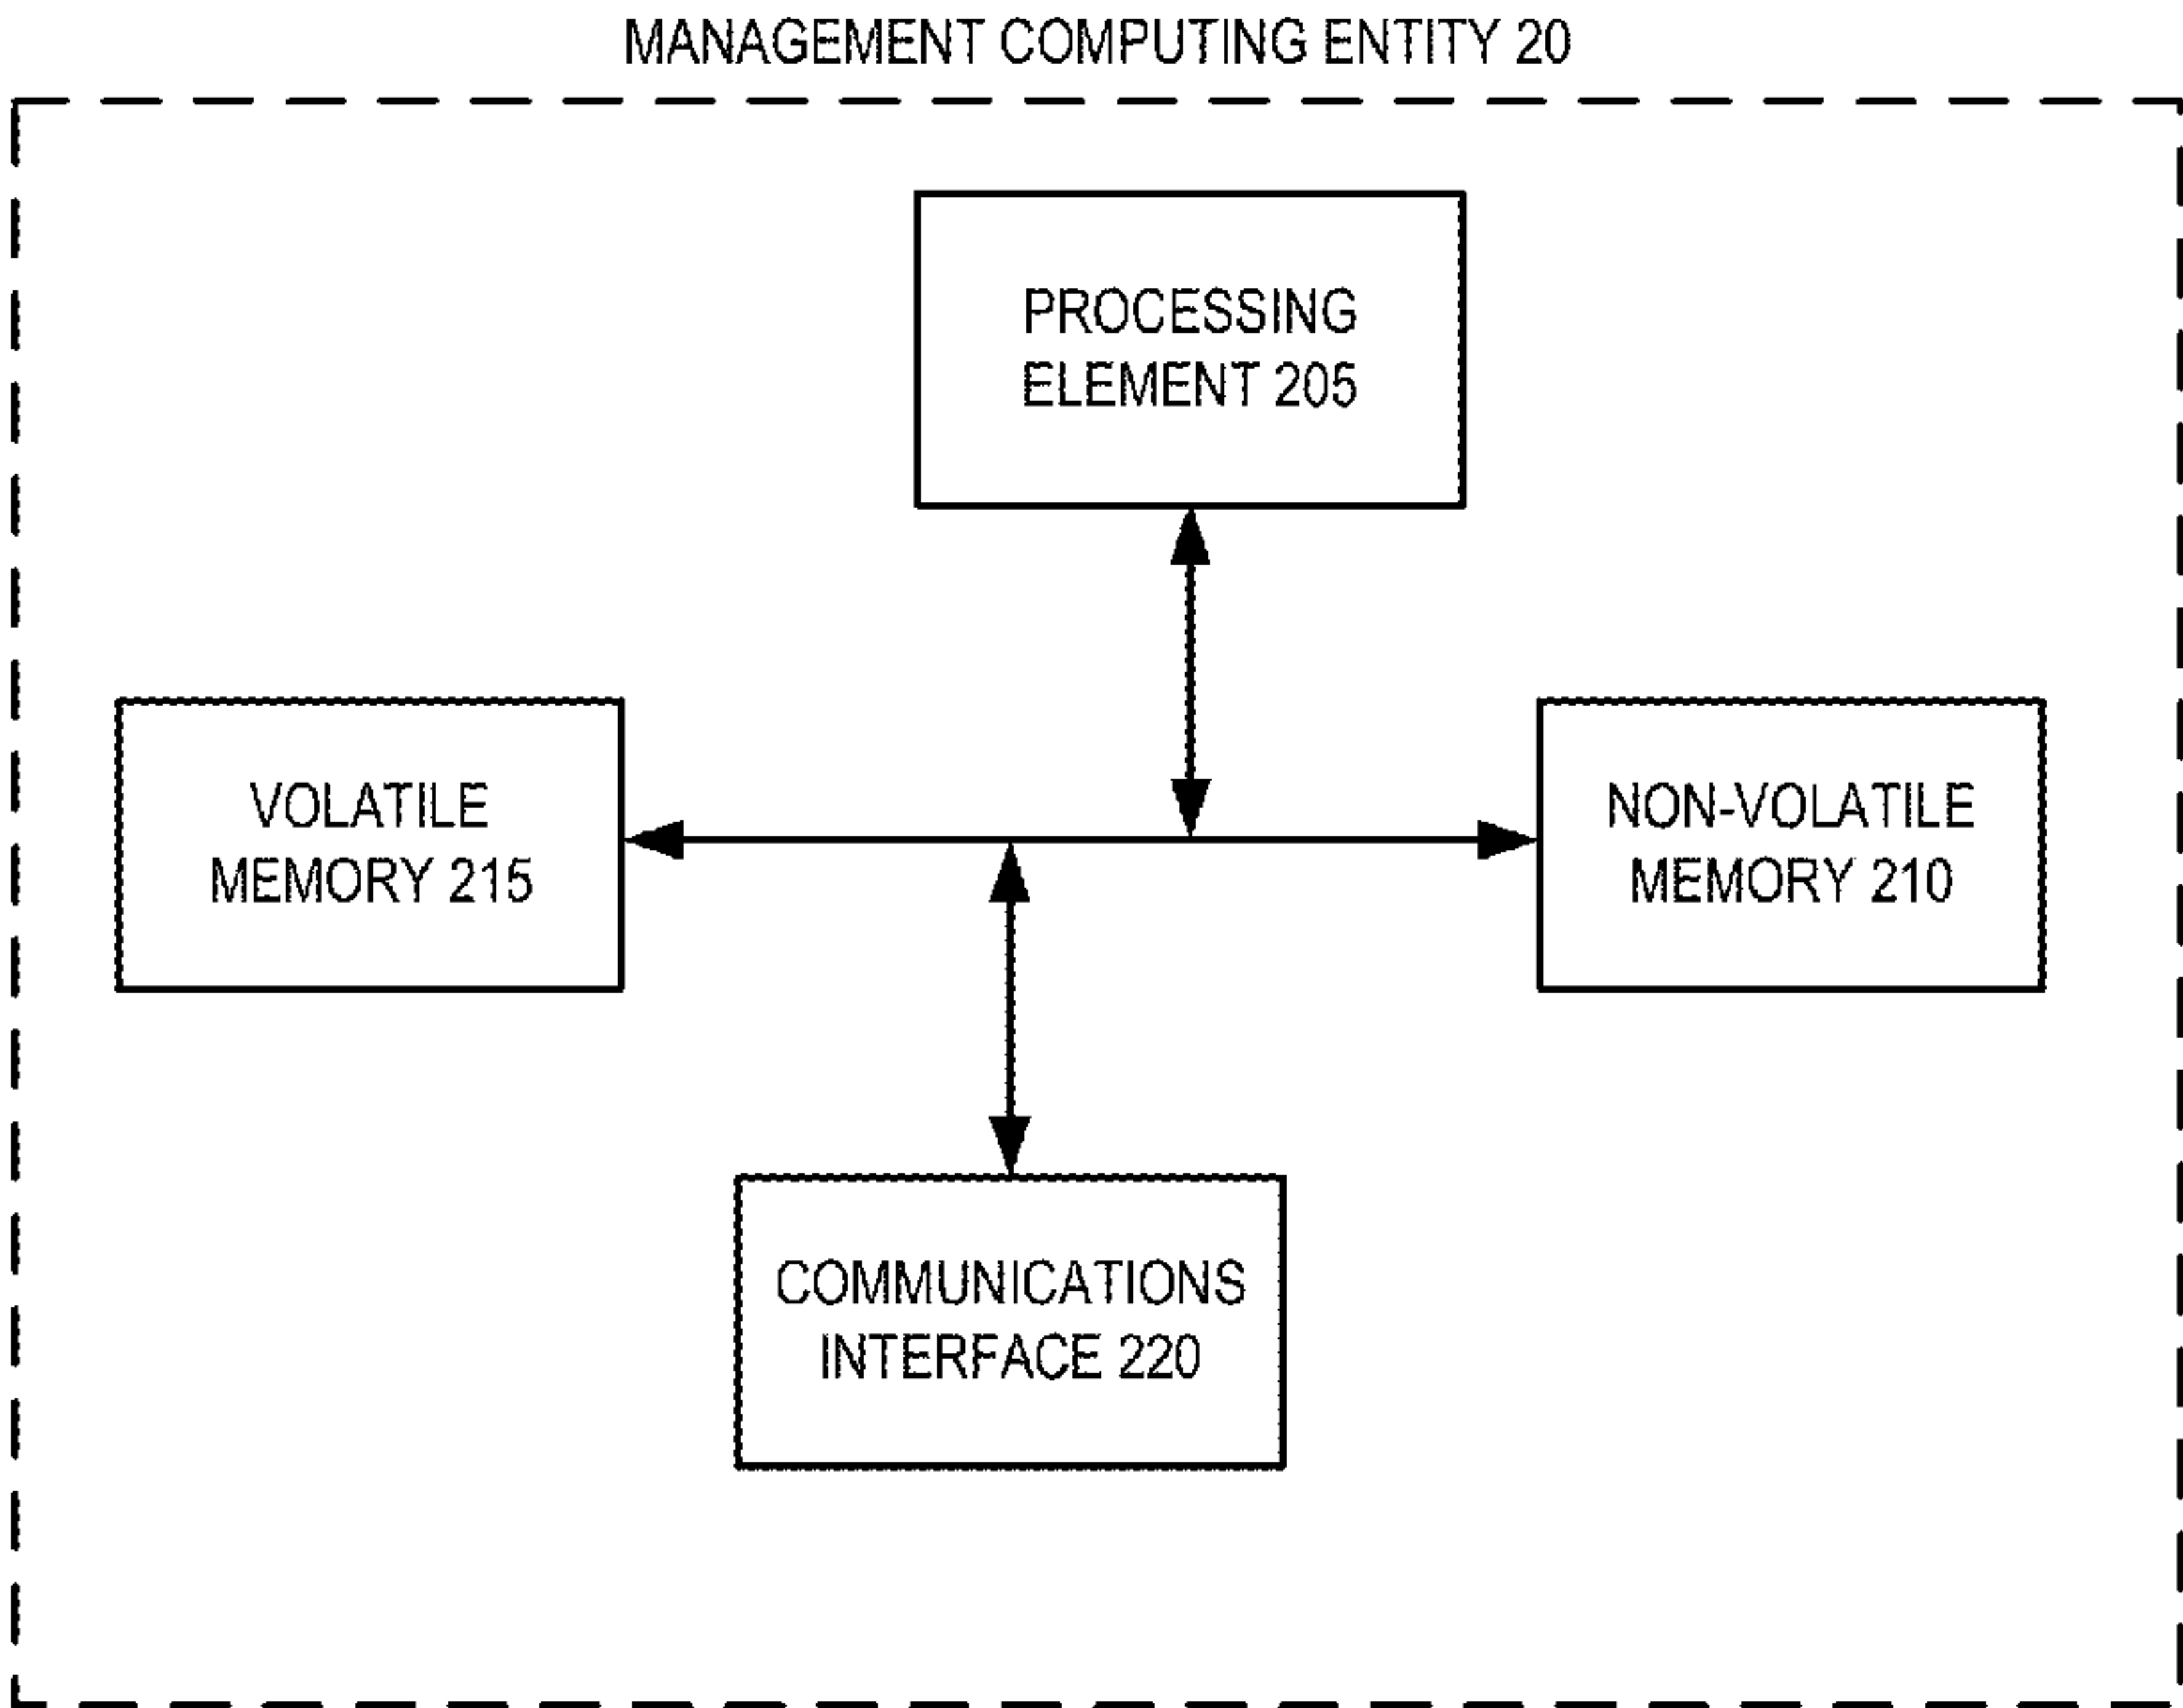 MANAGEMENT COMPUTING ENTITY 20
PROCESSING
ELEMENT 205
VOLATILE
MEMORY 215
NON-VOLATILE
MEMORY 210
COMMUNICATIONS
INTERFACE 220